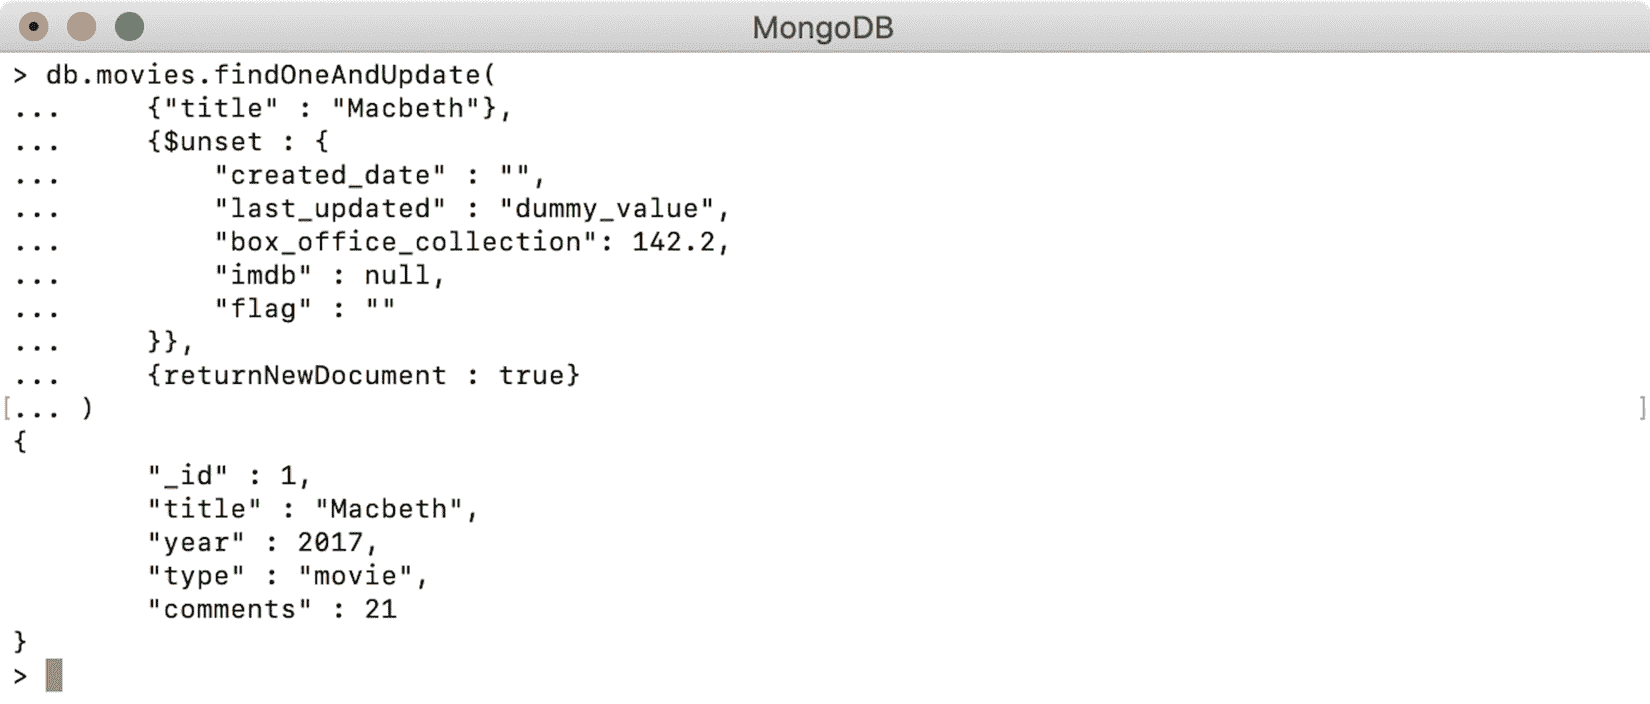 MongoDB
> db.movies.findOneAndUpdate(
...     {"title" : "Macbeth"},
...     {$unset : {
...         "created_date" : "",
...         "last_updated" : "dummy_value",
...         "box_office_collection": 142.2,
...         "imdb" : null,
...         "flag" : ""
...     }},
...     {returnNewDocument : true}
[... )                                                                                             ]
{
        "_id" : 1,
        "title" : "Macbeth",
        "year" : 2017,
        "type" : "movie",
        "comments" : 21
}
>